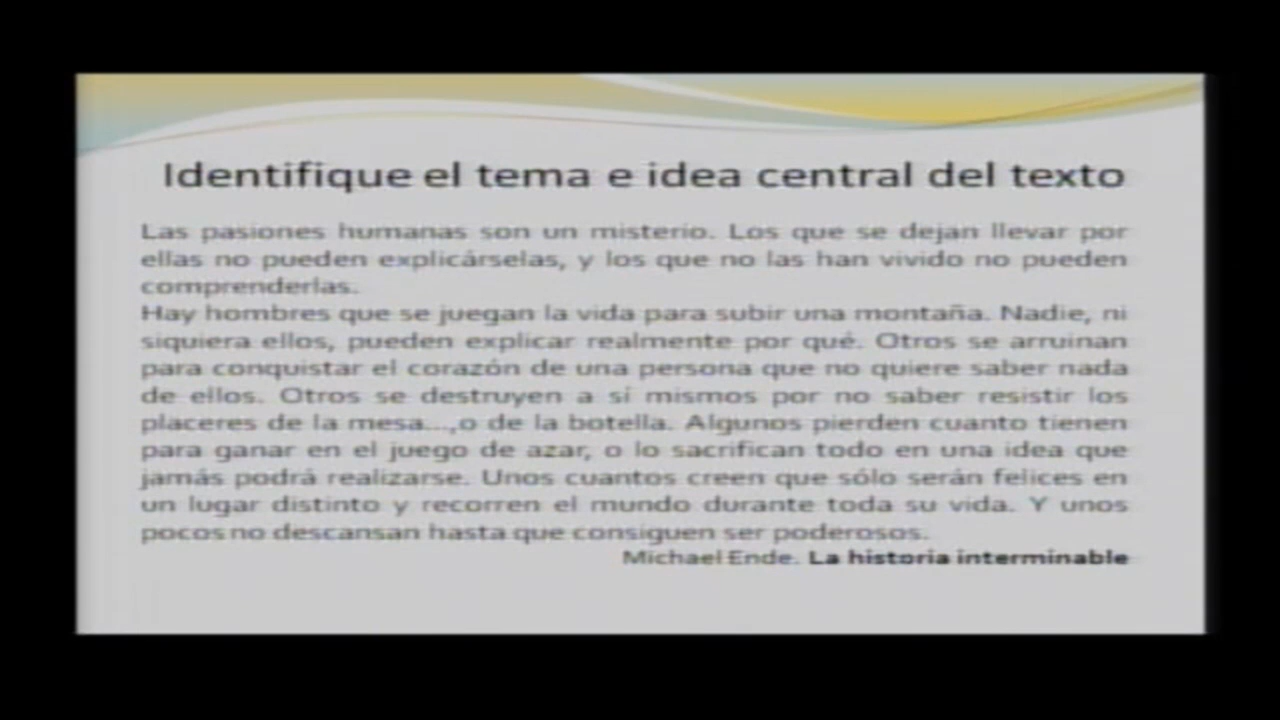 Identifique el tema e idea central del texto
Las pasiones humanas son un misterio. Los que se dejan llevar por
ellas no pueden explicárselas, y los que no las han vivido no pueden
comprenderlas.
Hay hombres que se juegan la vida para subir una montaña. Nadie, ni
siquiera ellos, pueden explicar realmente por qué. Otros se arruinan
para conquistar el corazón de una persona que no quiere saber nada
de ellos. Otros se destruyen a sí mismos por no saber resistir los
placeres de la mesa...,o de la botella. Algunos pierden cuanto tienen
para ganar en el juego de azar, o lo sacrifican todo en una idea que
jamás podrá realizarse. Unos cuantos creen que sólo serán felices en
un lugar distinto y recorren el mundo durante toda su vida. Y unos
pocos no descansan hasta que consiguen ser poderosos.
Michael Ende. La historia interminable